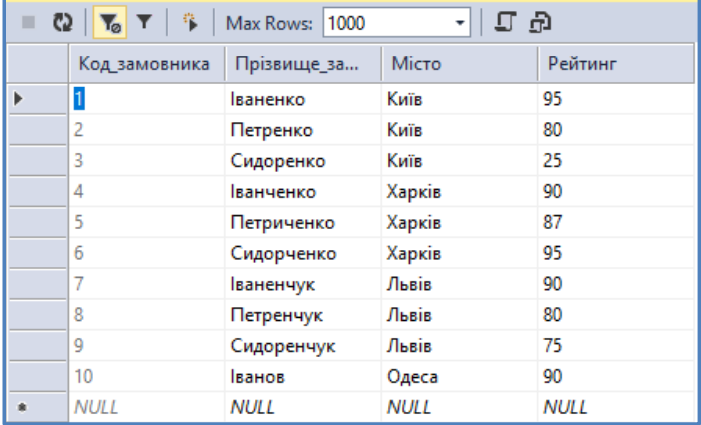 Max Rows: 1000
Код_замовника Прізвище_за... Місто Рейтинг
1 Іваненко Київ 95
2 Петренко Київ 80
3 Сидоренко Київ 25
4 Іванченко Харків 90
5 Петриченко Харків 87
6 Сидорченко Харків 95
7 Іваненчук Львів 90
8 Петренчук Львів 80
9 Сидоренчук Львів 75
10 Іванов Одеса 90
NULL NULL NULL NULL